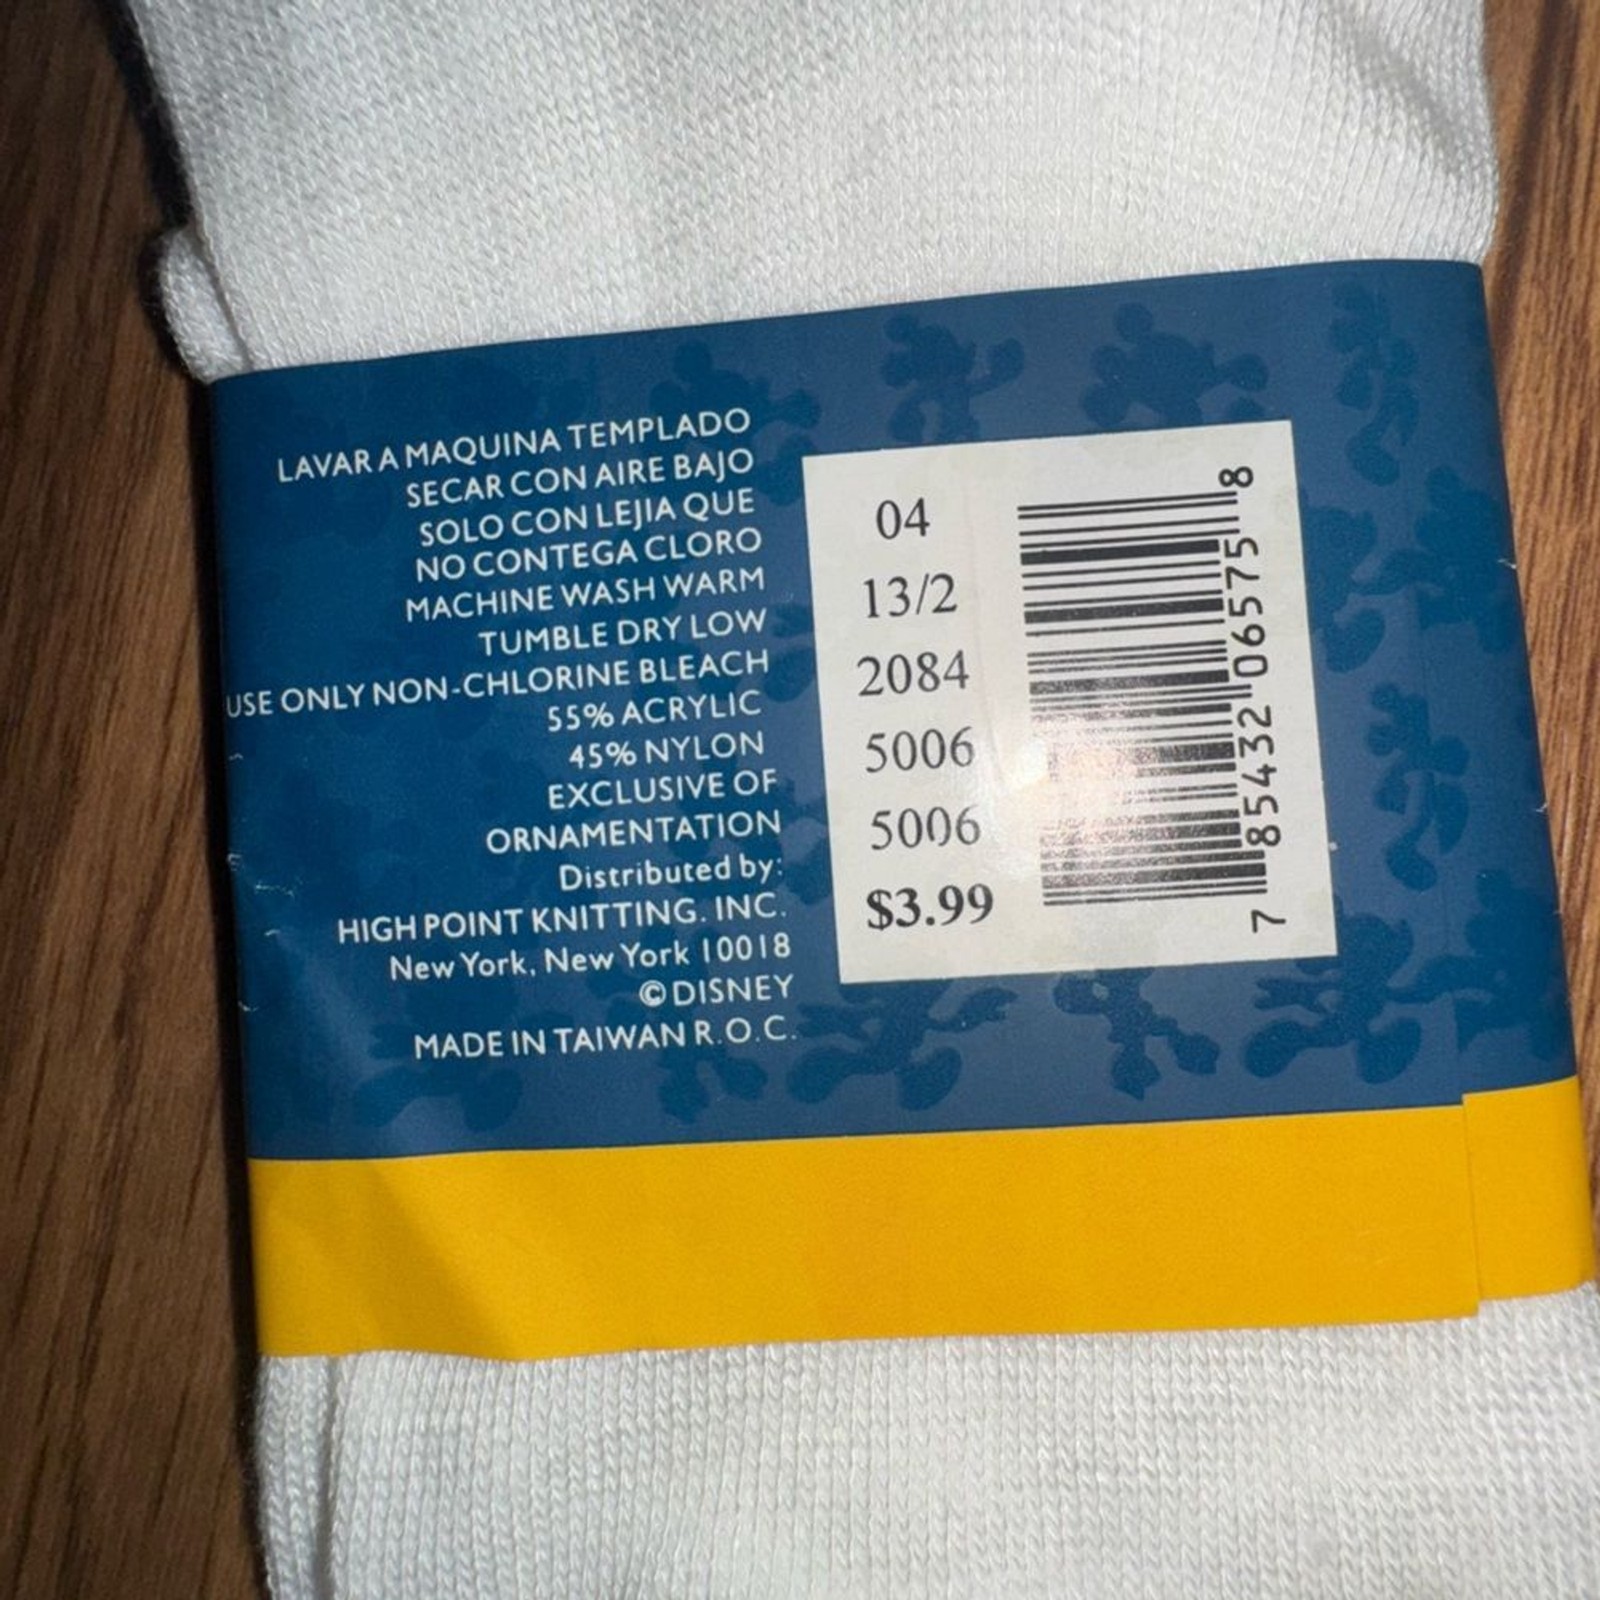 LAVAR A MAQUINA TEMPLADO
SECAR CON AIRE BAJO
SOLO CON LEJIA QUE
NO CONTEGA CLORO
MACHINE WASH WARM
TUMBLE DRY LOW
USE ONLY NON-CHLORINE BLEACH
55% ACRYLIC
45% NYLON
EXCLUSIVE OF
ORNAMENTATION
Distributed by:
HIGH POINT KNITTING. INC.
New York, New York 10018
©DISNEY
MADE IN TAIWAN R.O.C.
04
13/2
2084
5006
5006
$3.99
7 85432 06575 8